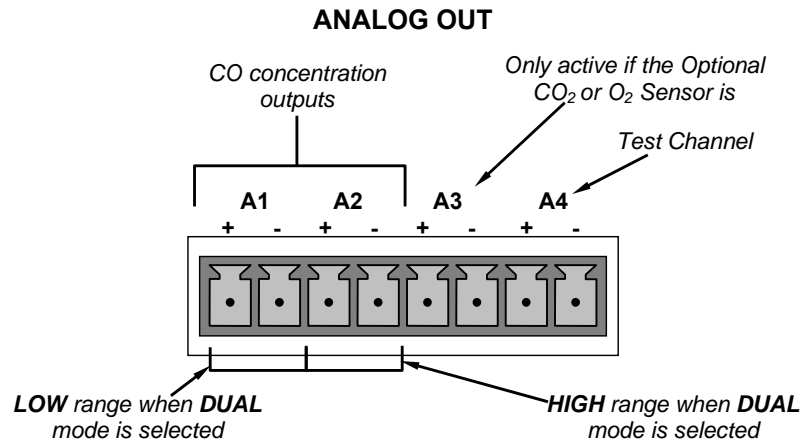 ANALOG OUT
CO concentration
outputs
Only active if the Optional
CO₂ or O₂ Sensor is
Test Channel
A1 A2 A3 A4
+ - + - + - + -
LOW range when DUAL
mode is selected
HIGH range when DUAL
mode is selected